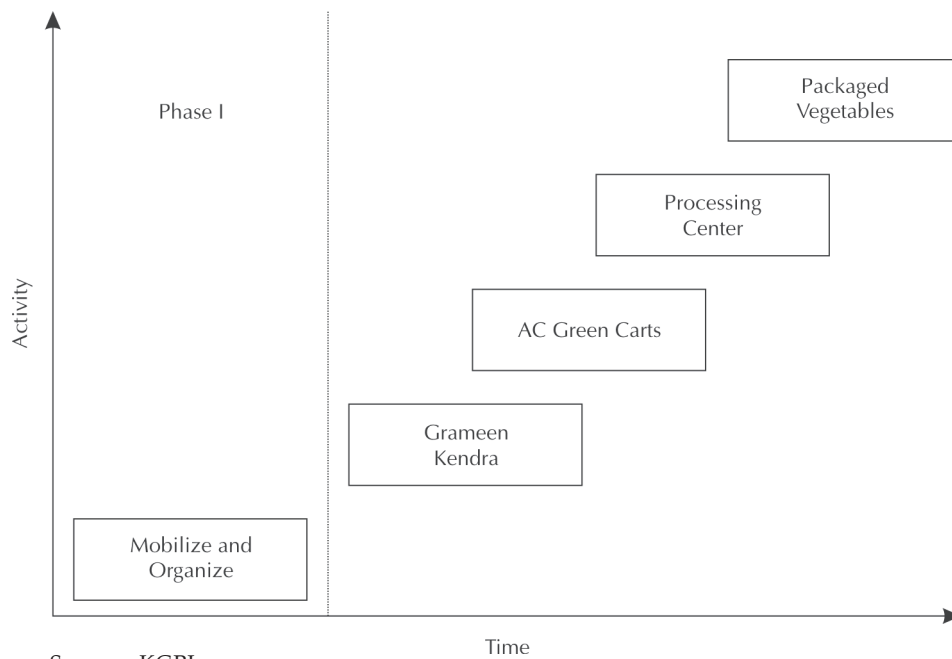 Phase I
Packaged
Vegetables
Processing
Center
AC Green Carts
Grameen
Kendra
Mobilize and
Organize
Activity
Time